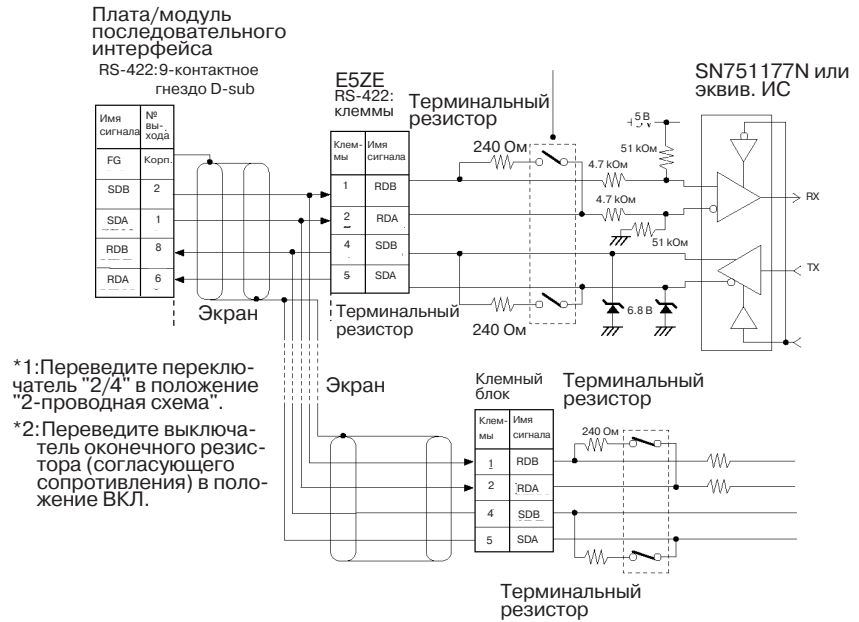 Плата/модуль
последовательного
интерфейса
RS-422:9-контактное
гнездо D-sub
Имя
сигнала
№
вы-
хода
FG
Корп.
SDB
2
SDA
1
RDB
8
RDA
6
Экран
E5ZE
RS-422:
клеммы
Клем-
мы
Имя
сигнала
1
RDB
2
RDA
4
SDB
5
SDA
Терминальный
резистор
240 Ом
Терминальный
резистор
240 Ом
5 В
51 kОм
4.7 kОм
4.7 kОм
51 kОм
6.8 В
SN751177N или
эквив. ИС
RX
TX
*1:Переведите переклю-
чатель "2/4" в положение
"2-проводная схема".
*2:Переведите выключа-
тель оконечного резис-
тора (согласующего
сопротивления) в поло-
жение ВКЛ.
Экран
Клемный
блок
Клем-
мы
Имя
сигнала
1
RDB
2
RDA
4
SDB
5
SDA
Терминальный
резистор
240 Ом
Терминальный
резистор